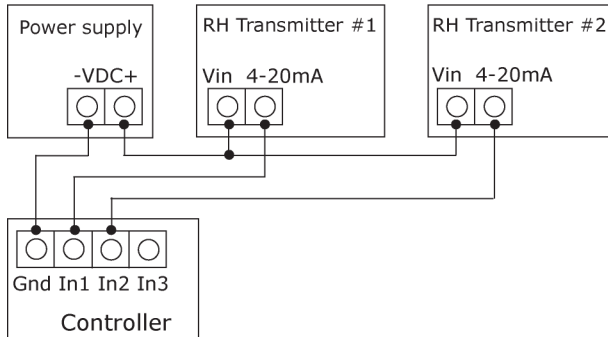 Power supply
-VDC+
RH Transmitter #1
Vin 4-20mA
RH Transmitter #2
Vin 4-20mA
Gnd In1 In2 In3
Controller